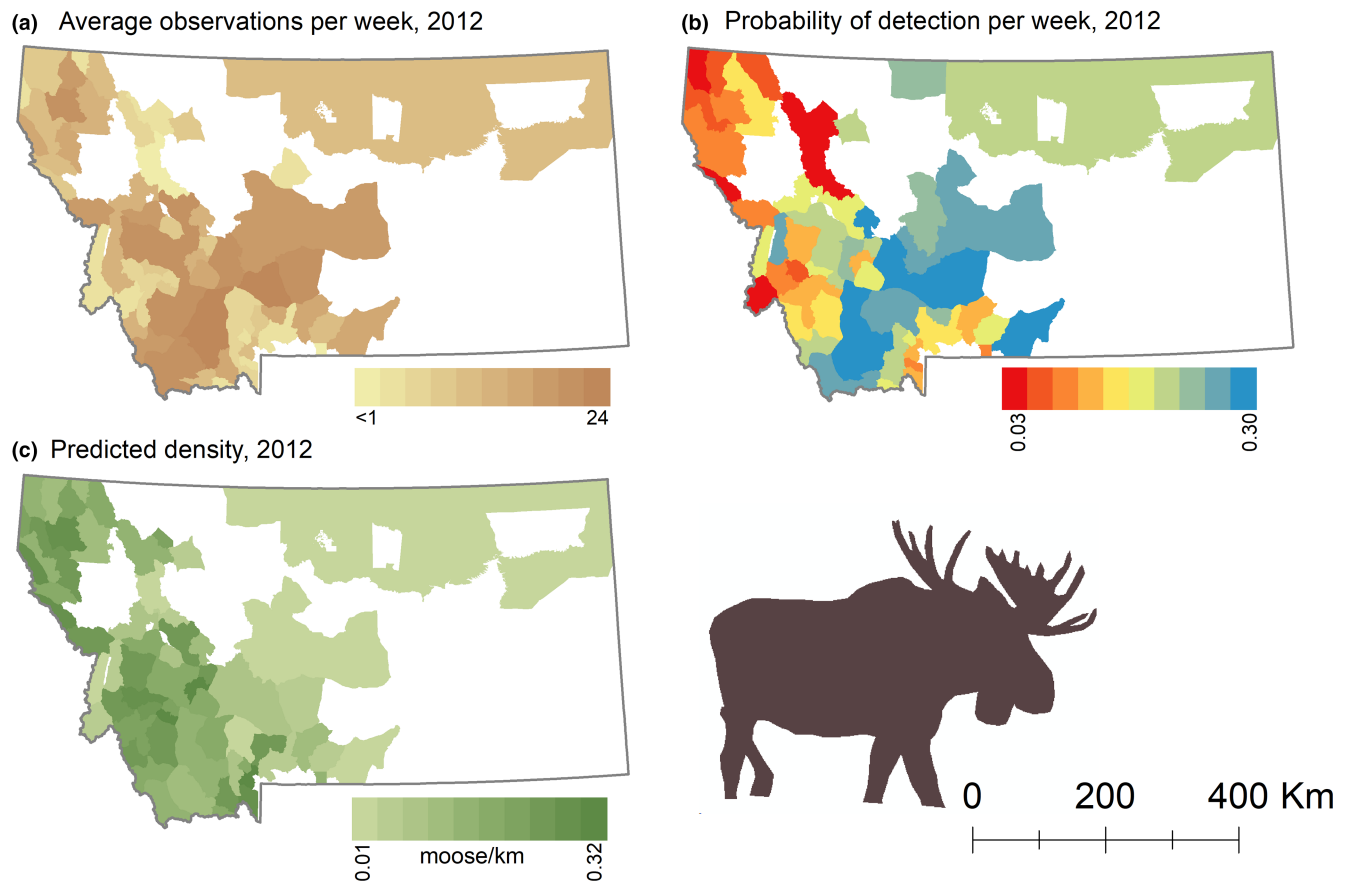 (a) Average observations per week, 2012
(b) Probability of detection per week, 2012
<1 24
0.03 0.30
(c) Predicted density, 2012
0.01 moose/km 0.32
0 200 400 Km